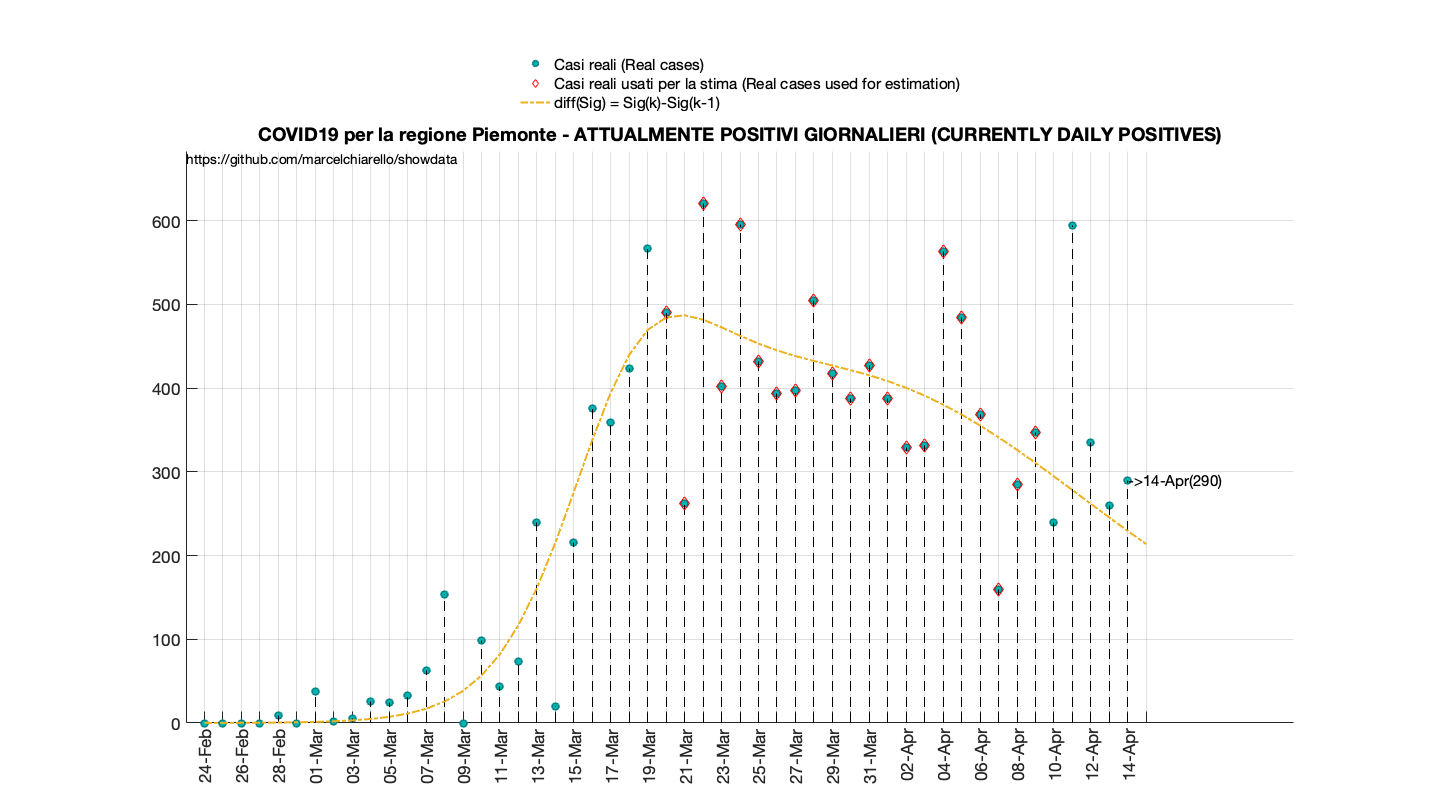 Casi reali (Real cases)
Casi reali usati per la stima (Real cases used for estimation)
diff(Sig) = Sig(k)-Sig(k-1)
COVID19 per la regione Piemonte - ATTUALMENTE POSITIVI GIORNALIERI (CURRENTLY DAILY POSITIVES)
https://github.com/marcelchiarello/showdata
600
500
400
300
200
100
0
->14-Apr(290)
24-Feb
26-Feb
28-Feb
01-Mar
03-Mar
05-Mar
07-Mar
09-Mar
11-Mar
13-Mar
15-Mar
17-Mar
19-Mar
21-Mar
23-Mar
25-Mar
27-Mar
29-Mar
31-Mar
02-Apr
04-Apr
06-Apr
08-Apr
10-Apr
12-Apr
14-Apr